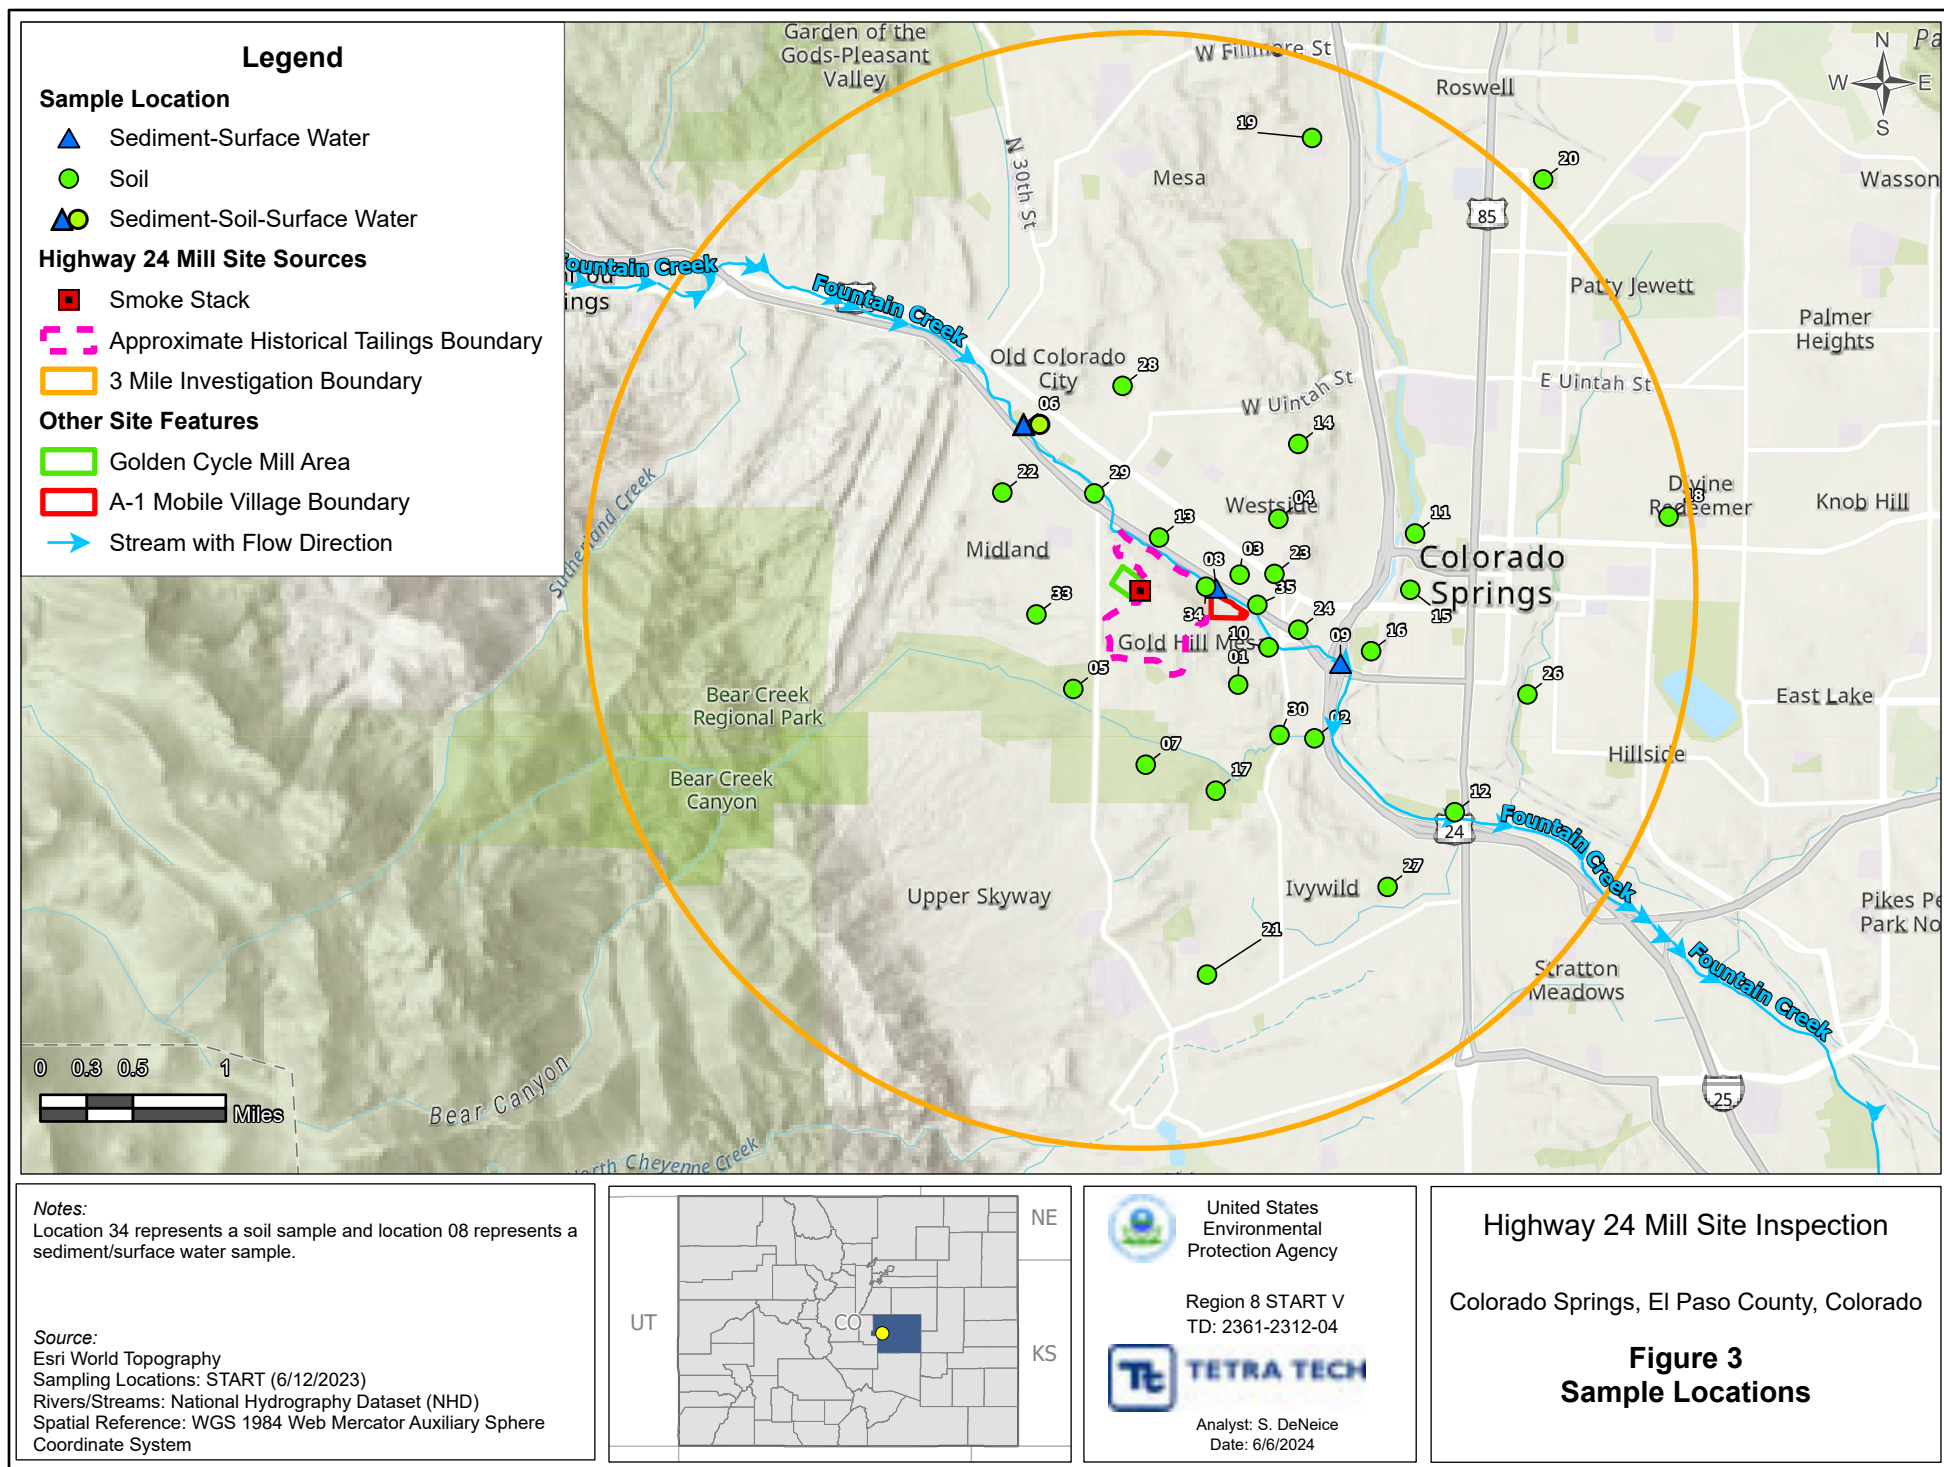 Legend
Sample Location
Sediment-Surface Water
Soil
Sediment-Soil-Surface Water
Highway 24 Mill Site Sources
Smoke Stack
Approximate Historical Tailings Boundary
3 Mile Investigation Boundary
Other Site Features
Golden Cycle Mill Area
A-1 Mobile Village Boundary
Stream with Flow Direction
Garden of the
Gods-Pleasant
Valley
W Fillmore St
Roswell
N
W
E
S
N 30th St
19
Mesa
20
Wasson
85
Fountain Creek
Fountain Creek
Patty Jewett
Palmer
Heights
Old Colorado
City
28
06
W Uintah St
E Uintah St
14
22
29
Westside
04
13
11
Divine
Redeemer
18
Knob Hill
Sutherland Creek
Midland
08
03
23
35
Colorado
Springs
33
34
24
15
Gold Hill Mesa
10
09
16
01
05
Bear Creek
Regional Park
26
East Lake
30
02
07
17
Hillside
Bear Creek
Canyon
12
24
Fountain Creek
Upper Skyway
Ivywild
27
21
Stratton
Meadows
Fountain Creek
25
Bear Canyon
North Cheyenne Creek
0 0.3 0.5 1
Miles
Notes:
Location 34 represents a soil sample and location 08 represents a
sediment/surface water sample.
Source:
Esri World Topography
Sampling Locations: START (6/12/2023)
Rivers/Streams: National Hydrography Dataset (NHD)
Spatial Reference: WGS 1984 Web Mercator Auxiliary Sphere
Coordinate System
NE
UT
CO
KS
United States
Environmental
Protection Agency
Region 8 START V
TD: 2361-2312-04
TETRA TECH
Analyst: S. DeNeice
Date: 6/6/2024
Highway 24 Mill Site Inspection
Colorado Springs, El Paso County, Colorado
Figure 3
Sample Locations